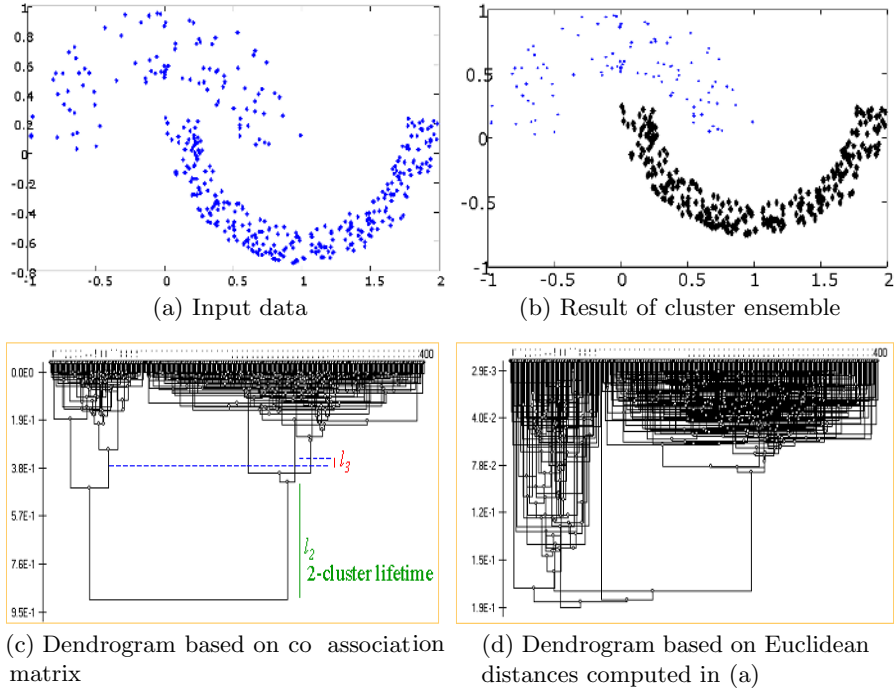 1
0.8
0.6
0.4
0.2
0
-0.2
-0.4
-0.6
-0.8
-1 -0.5 0 0.5 1 1.5 2
(a) Input data
1
0.5
0
-0.5
-1
-1 -0.5 0 0.5 1 1.5 2
(b) Result of cluster ensemble
400
0.0E0
1.9E-1
3.8E-1
5.7E-1
7.6E-1
9.5E-1
l3
l2
2-cluster lifetime
(c) Dendrogram based on co association
matrix
400
2.9E-3
4.0E-2
7.8E-2
1.2E-1
1.5E-1
1.9E-1
(d) Dendrogram based on Euclidean
distances computed in (a)